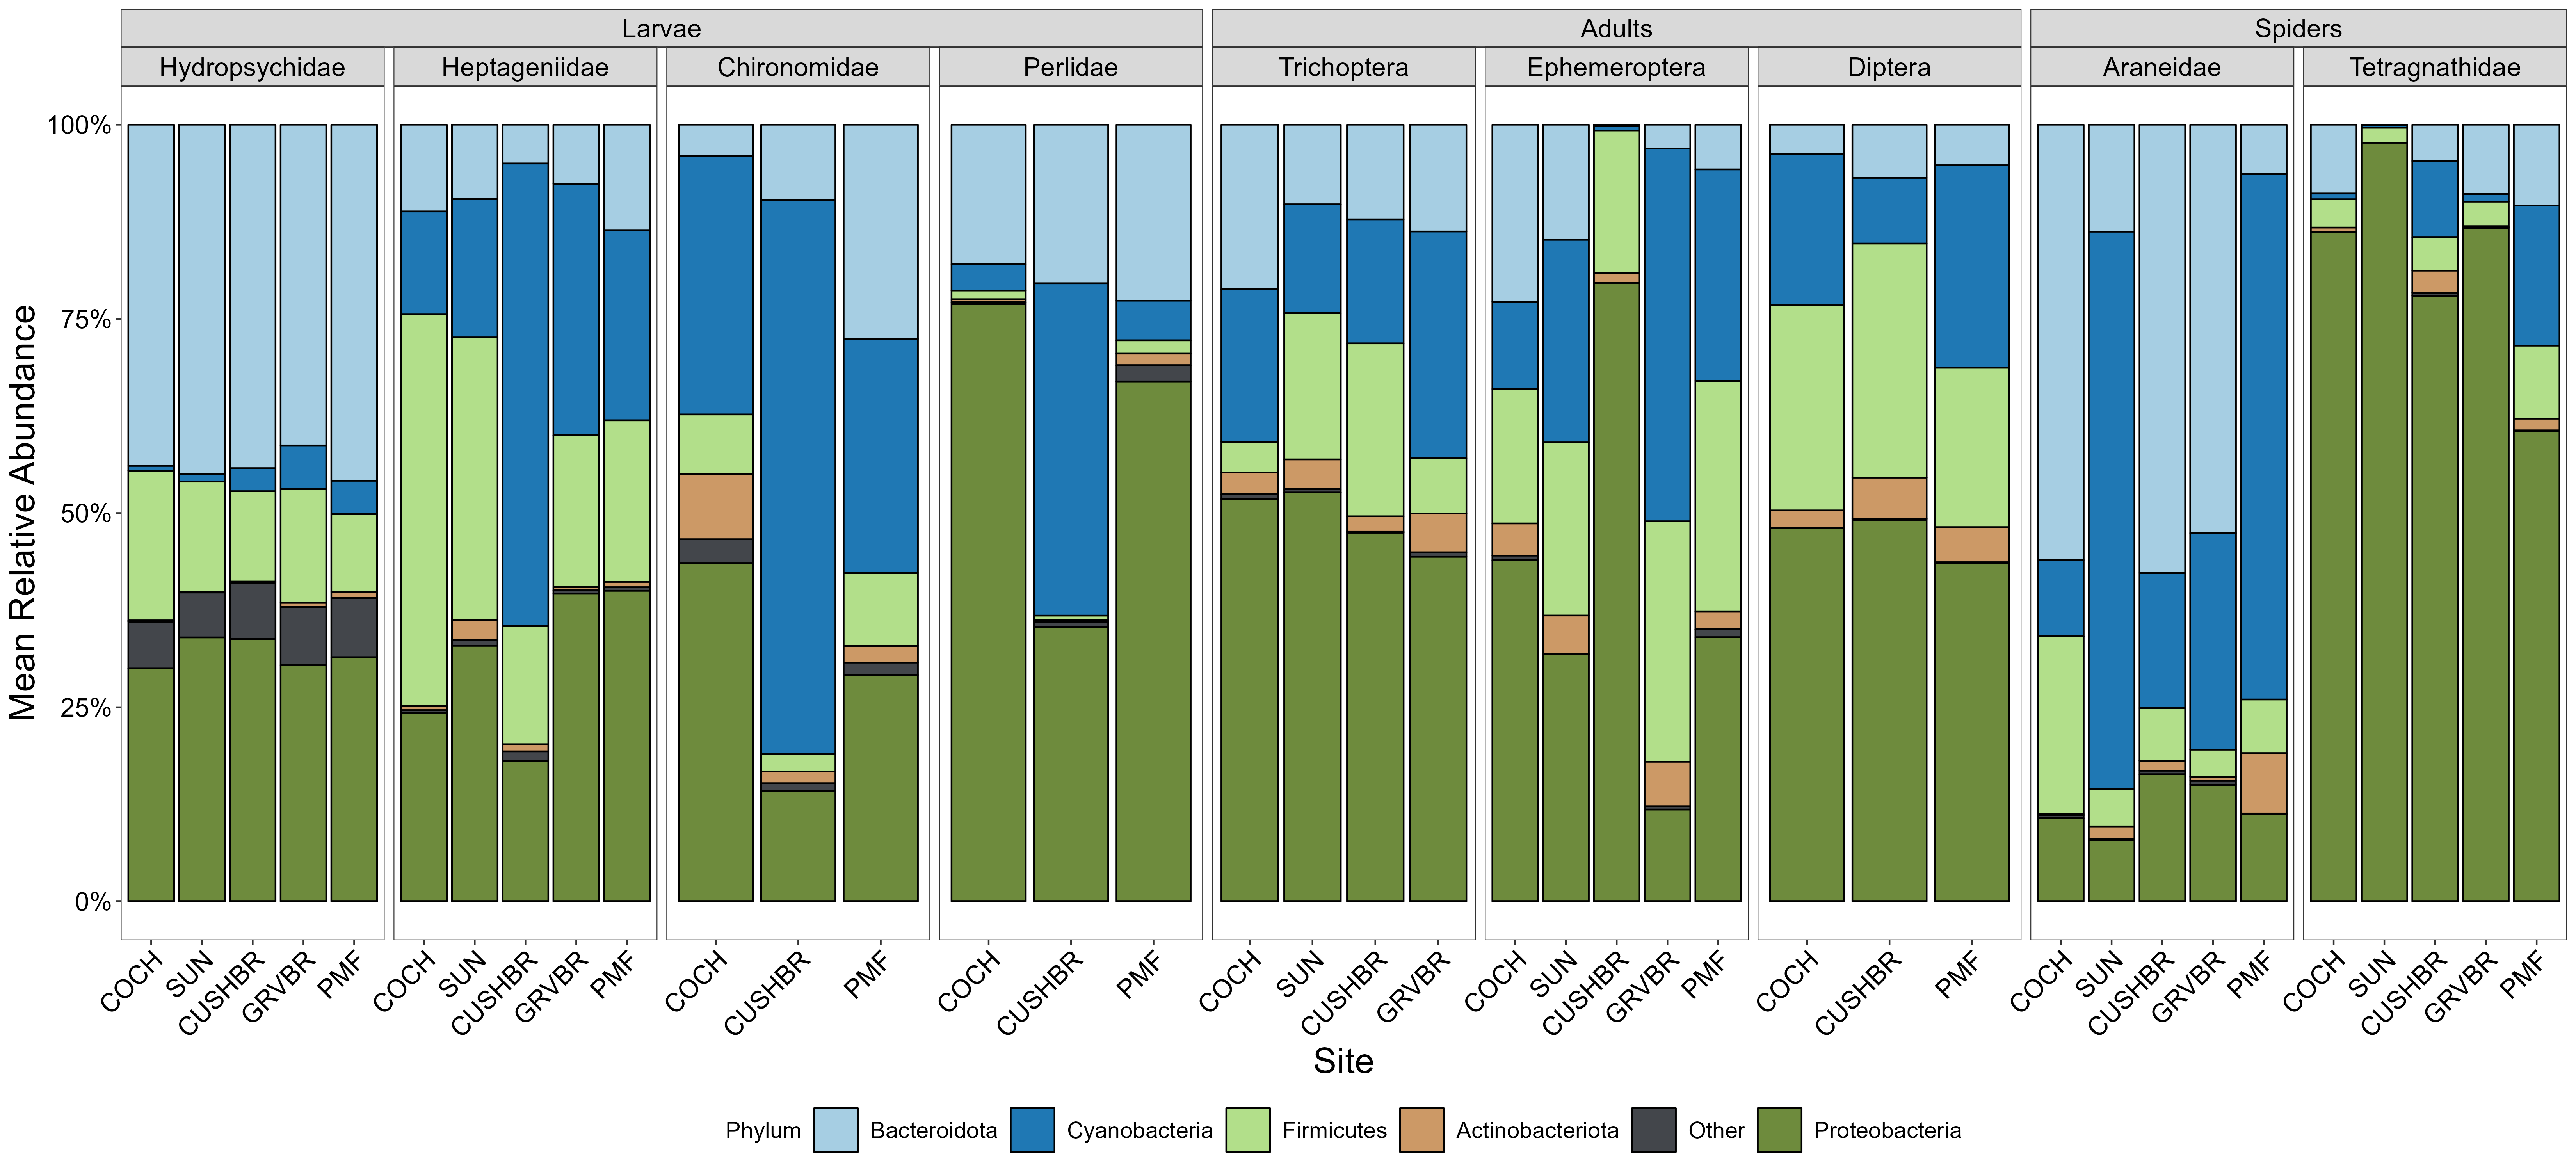 Larvae Adults Spiders
Hydropsychidae Heptageniidae Chironomidae Perlidae Trichoptera Ephemeroptera Diptera Araneidae Tetragnathidae
Mean Relative Abundance
100%
75%
50%
25%
0%
COCH SUN CUSHBR GRVBR PMF COCH SUN CUSHBR GRVBR PMF COCH CUSHBR PMF COCH CUSHBR PMF COCH SUN CUSHBR GRVBR COCH SUN CUSHBR GRVBR PMF COCH CUSHBR PMF COCH SUN CUSHBR GRVBR PMF COCH SUN CUSHBR GRVBR PMF
Site
Phylum Bacteroidota Cyanobacteria Firmicutes Actinobacteriota Other Proteobacteria